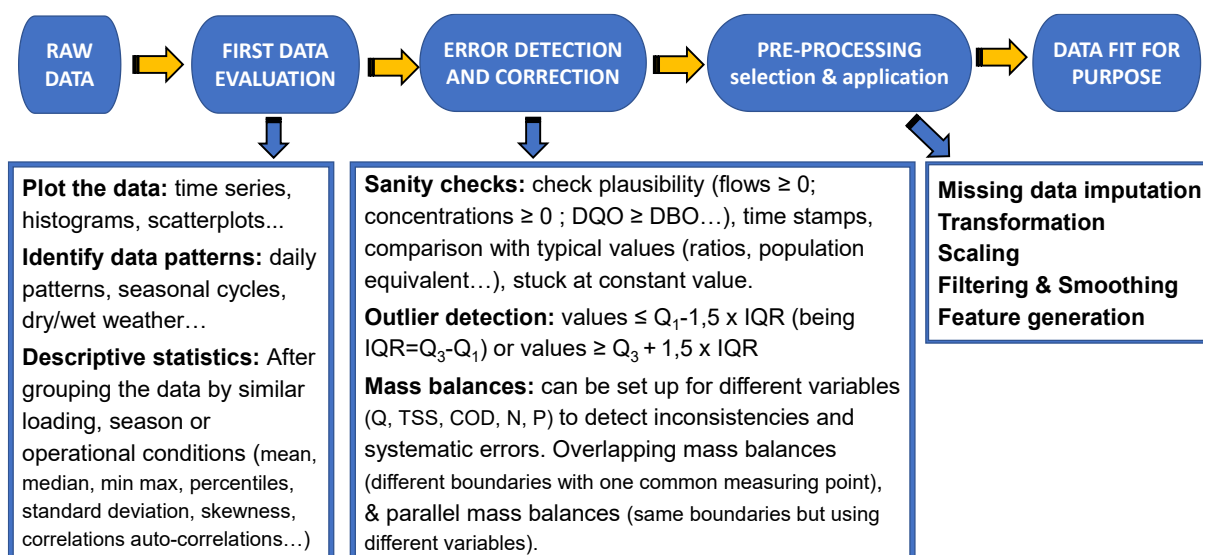 RAW
DATA
FIRST DATA
EVALUATION
ERROR DETECTION
AND CORRECTION
PRE-PROCESSING
selection & application
DATA FIT FOR
PURPOSE
Plot the data: time series,
histograms, scatterplots...
Identify data patterns: daily
patterns, seasonal cycles,
dry/wet weather…
Descriptive statistics: After
grouping the data by similar
loading, season or
operational conditions (mean,
median, min max, percentiles,
standard deviation, skewness,
correlations auto-correlations…)
Sanity checks: check plausibility (flows ≥ 0;
concentrations ≥ 0 ; DQO ≥ DBO…), time stamps,
comparison with typical values (ratios, population
equivalent…), stuck at constant value.
Outlier detection: values ≤ Q₁-1,5 x IQR (being
IQR=Q₃-Q₁) or values ≥ Q₃ + 1,5 x IQR
Mass balances: can be set up for different variables
(Q, TSS, COD, N, P) to detect inconsistencies and
systematic errors. Overlapping mass balances
(different boundaries with one common measuring point),
& parallel mass balances (same boundaries but using
different variables).
Missing data imputation
Transformation
Scaling
Filtering & Smoothing
Feature generation